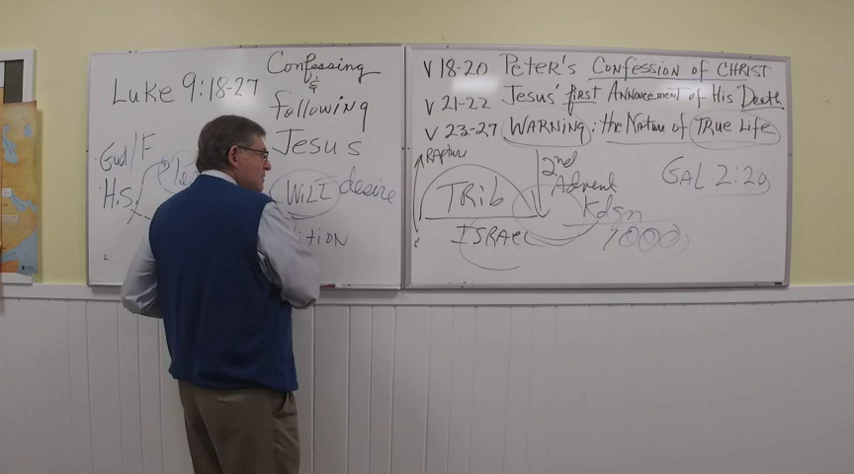 Luke 9:18-27
Confessing
&
following
Jesus
God/F
H.S.
WILL desire
V 18-20 Peter's Confession of CHRIST
V 21-22 Jesus' first Announcement of His Death
V 23-27 WARNING: the Nature of TRUE Life
RAPTURE
TRIB
2nd
Advent
Kdgm
ISRAEL
1000
GAL 2:20